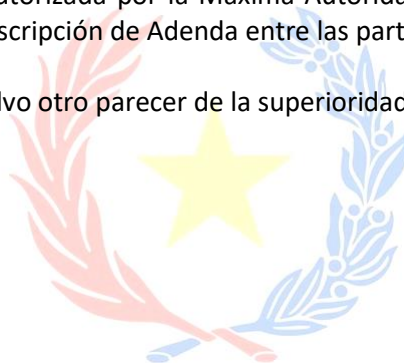 utorizada por la Máxima Autorida
scripción de Adenda entre las part
lvo otro parecer de la superioridad